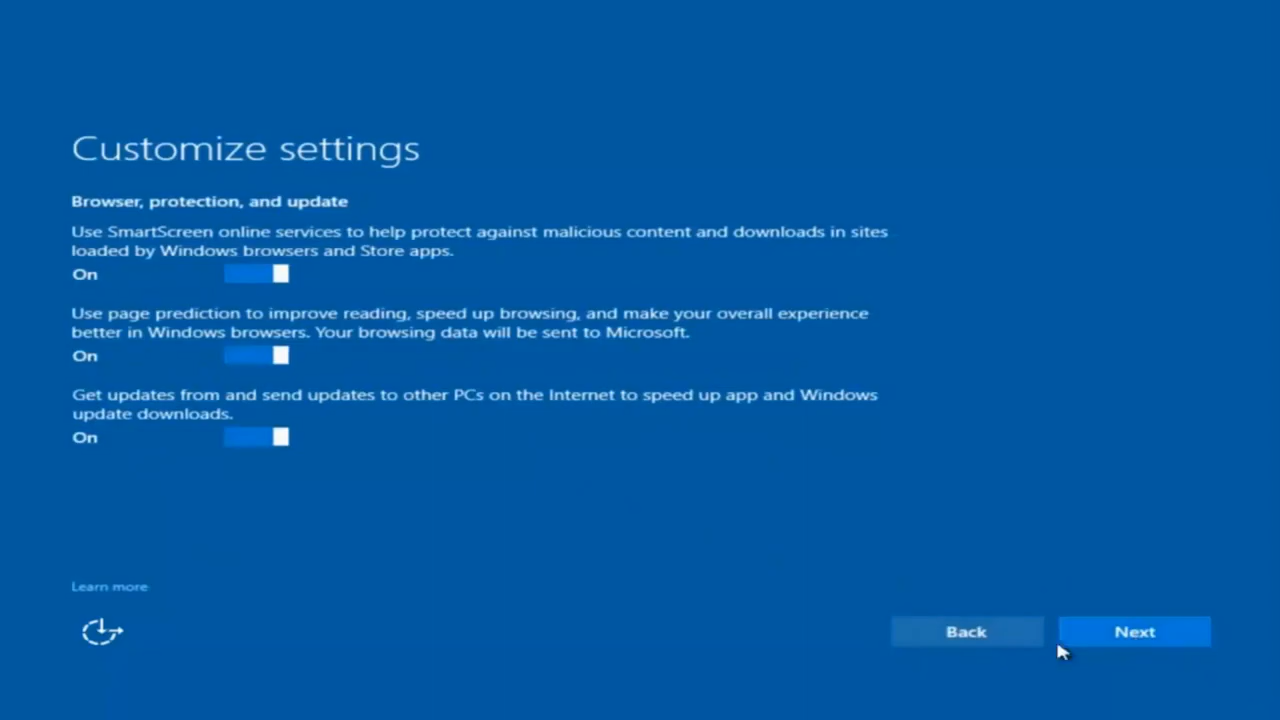 Customize settings
Browser, protection, and update
Use SmartScreen online services to help protect against malicious content and downloads in sites
loaded by Windows browsers and Store apps.
On
Use page prediction to improve reading, speed up browsing, and make your overall experience
better in Windows browsers. Your browsing data will be sent to Microsoft.
On
Get updates from and send updates to other PCs on the Internet to speed up app and Windows
update downloads.
On
Learn more
Back
Next